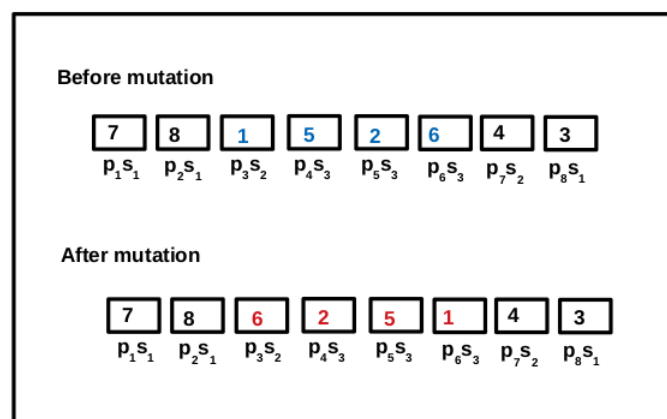 Before mutation
7 8 1 5 2 6 4 3
p₁s₁ p₂s₁ p₃s₂ p₄s₃ p₅s₃ p₆s₃ p₇s₂ p₈s₁
After mutation
7 8 6 2 5 1 4 3
p₁s₁ p₂s₁ p₃s₂ p₄s₃ p₅s₃ p₆s₃ p₇s₂ p₈s₁